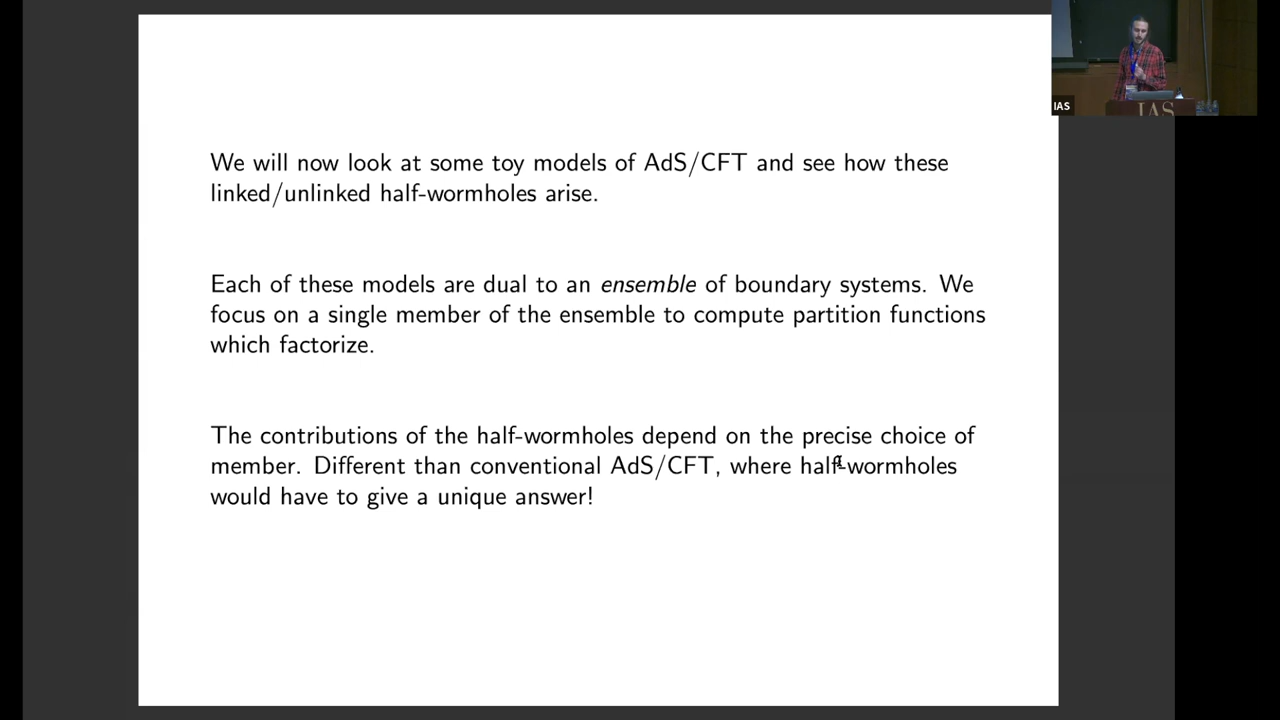 We will now look at some toy models of AdS/CFT and see how these
linked/unlinked half-wormholes arise.
Each of these models are dual to an ensemble of boundary systems. We
focus on a single member of the ensemble to compute partition functions
which factorize.
The contributions of the half-wormholes depend on the precise choice of
member. Different than conventional AdS/CFT, where half-wormholes
would have to give a unique answer!
IAS
IAS